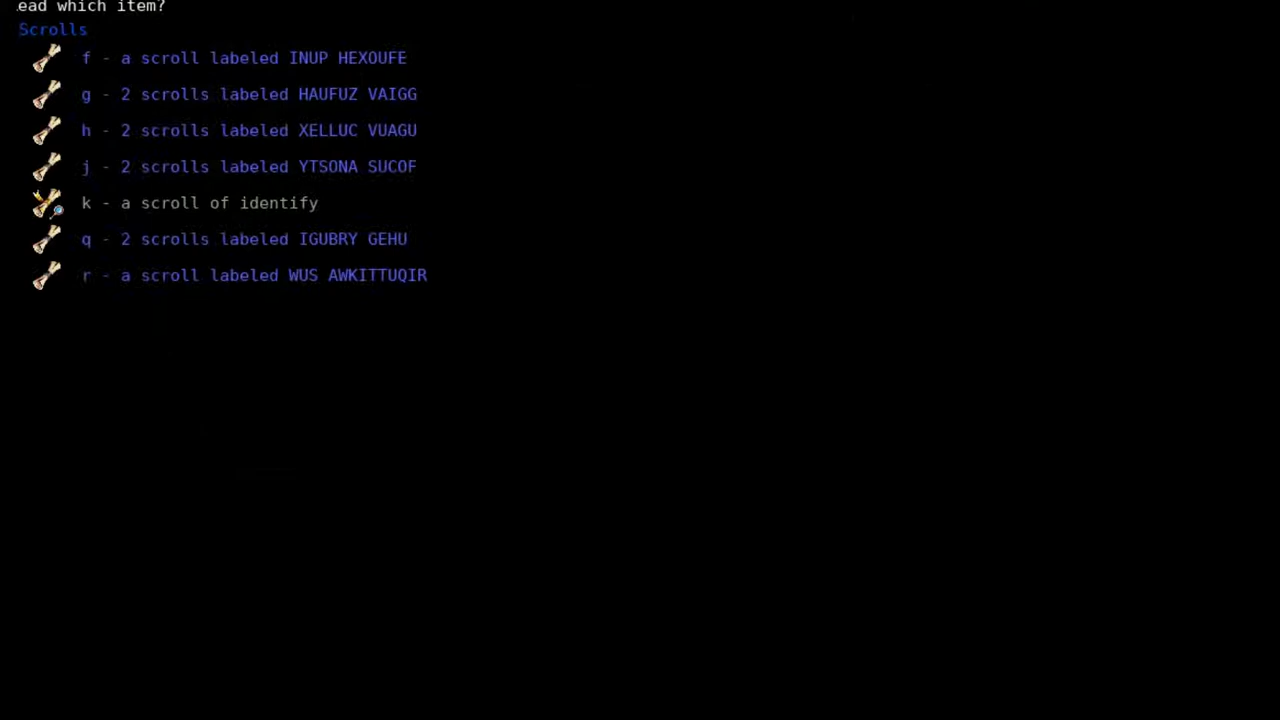 ead which item?
Scrolls
f - a scroll labeled INUP HEXOUFE
g - 2 scrolls labeled HAUFUZ VAIGG
h - 2 scrolls labeled XELLUC VUAGU
j - 2 scrolls labeled YTSONA SUCOF
k - a scroll of identify
q - 2 scrolls labeled IGUBRY GEHU
r - a scroll labeled WUS AWKITTUQIR